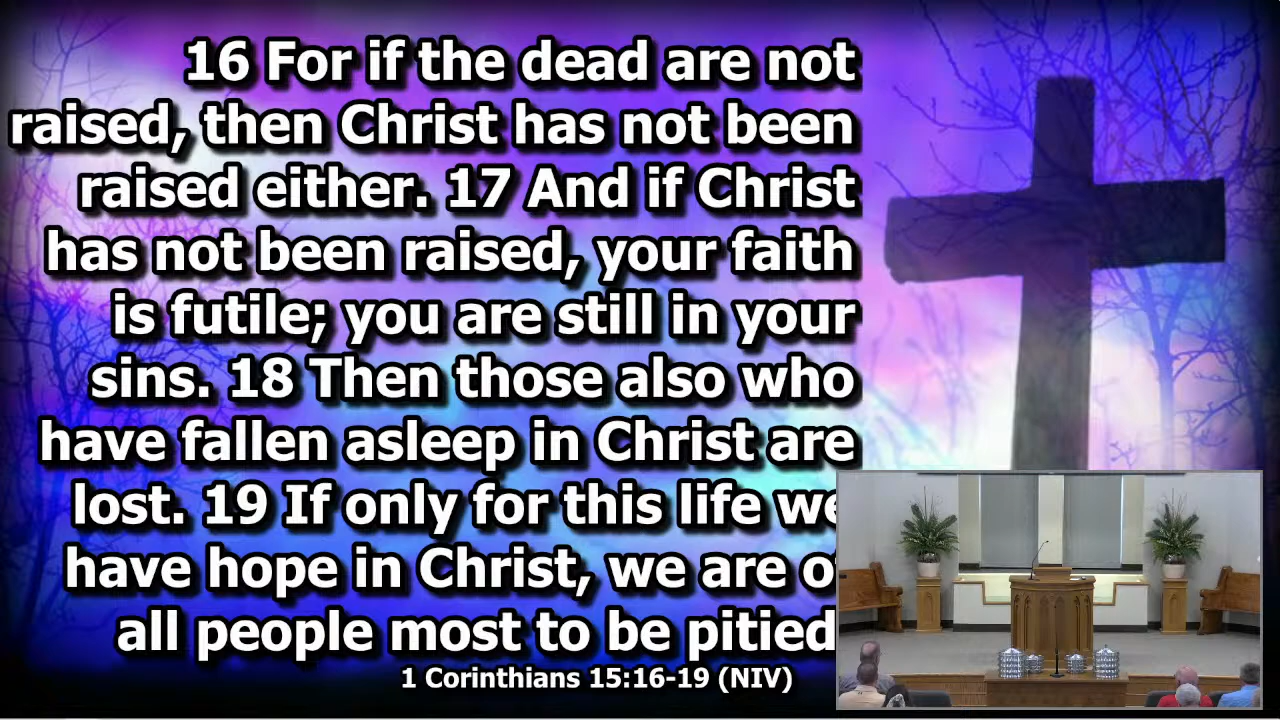 16 For if the dead are not
raised, then Christ has not been
raised either. 17 And if Christ
has not been raised, your faith
is futile; you are still in your
sins. 18 Then those also who
have fallen asleep in Christ are
lost. 19 If only for this life we
have hope in Christ, we are of
all people most to be pitied
1 Corinthians 15:16-19 (NIV)